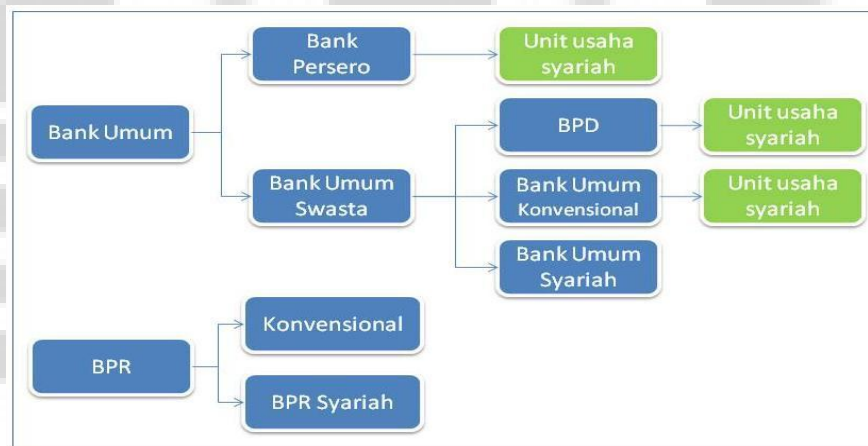 Bank
Persero
Unit usaha
syariah
Bank Umum
BPD
Unit usaha
syariah
Bank Umum
Swasta
Bank Umum
Konvensional
Unit usaha
syariah
Bank Umum
Syariah
Konvensional
BPR
BPR Syariah